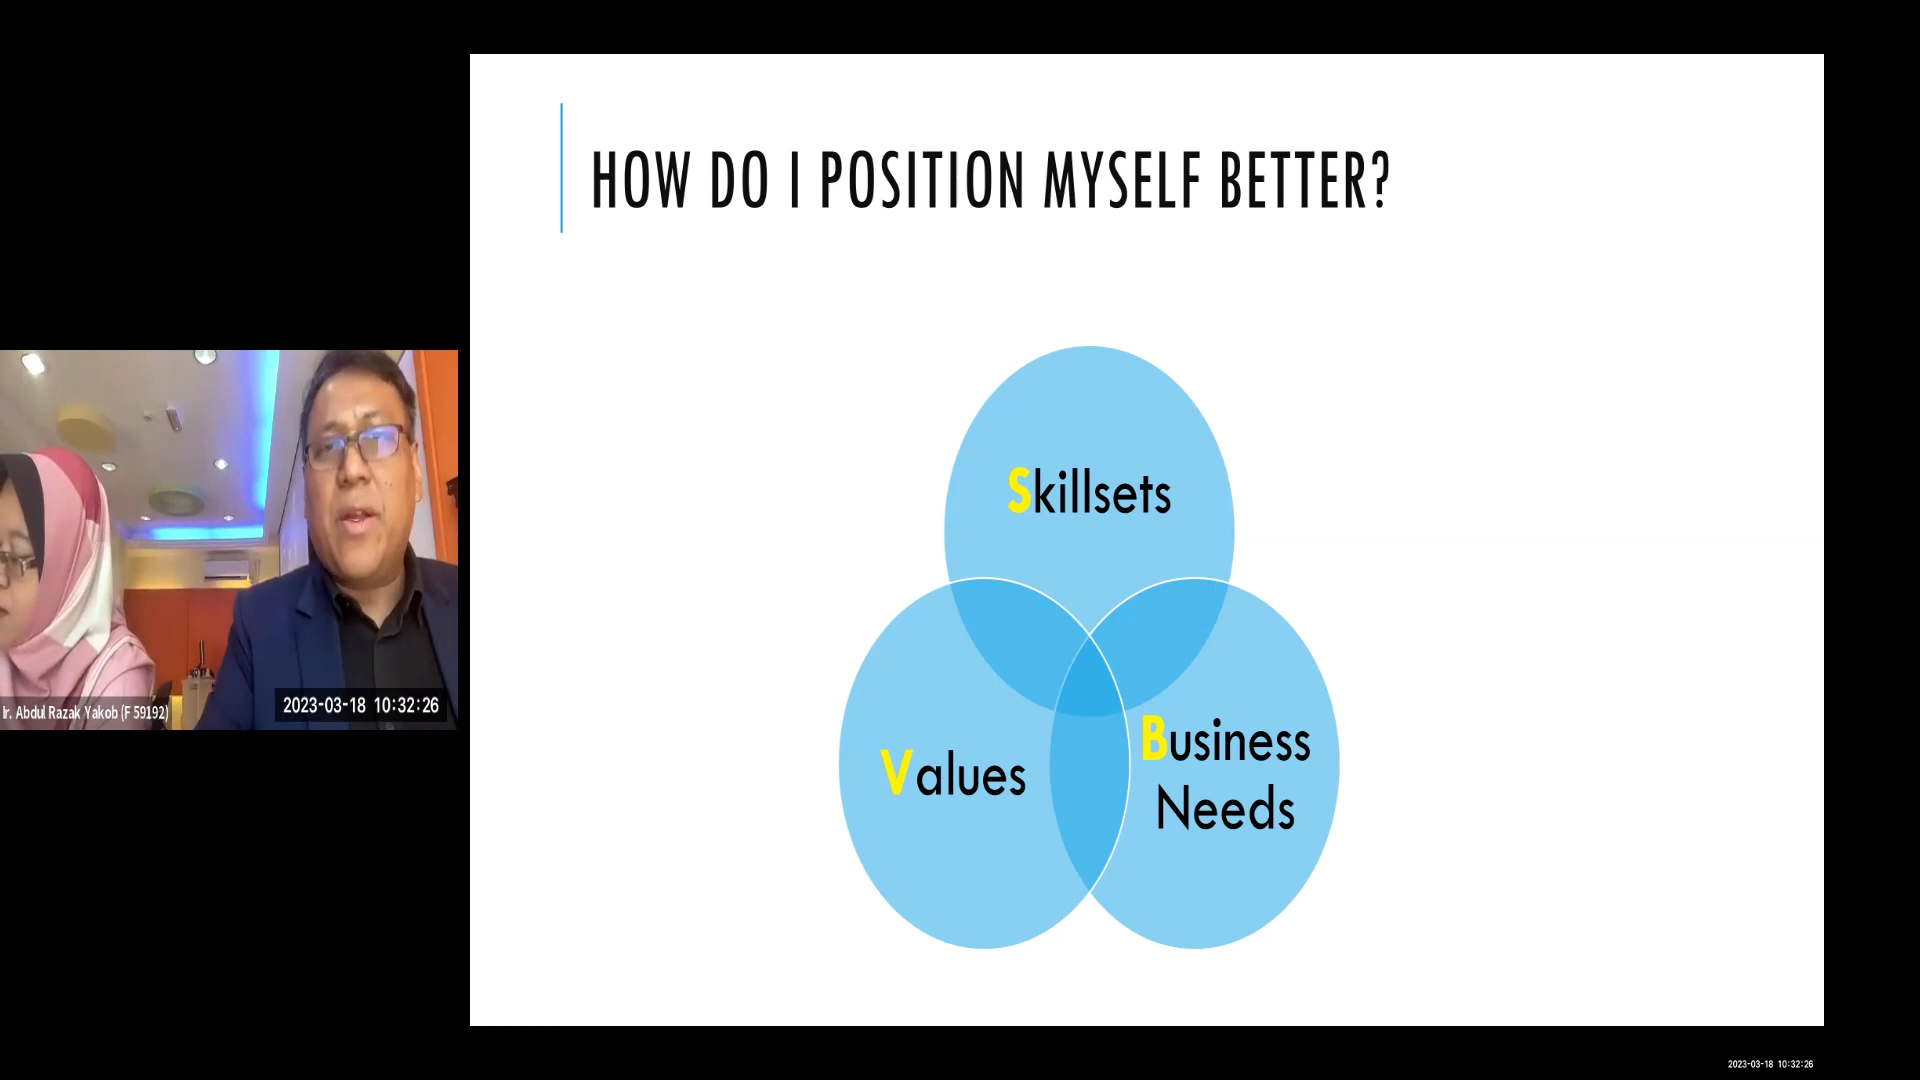 HOW DO I POSITION MYSELF BETTER?
Skillsets
Values
Business
Needs
Ir. Abdul Razak Yakob (F 59192)
2023-03-18 10:32:26
2023-03-18 10:32:26